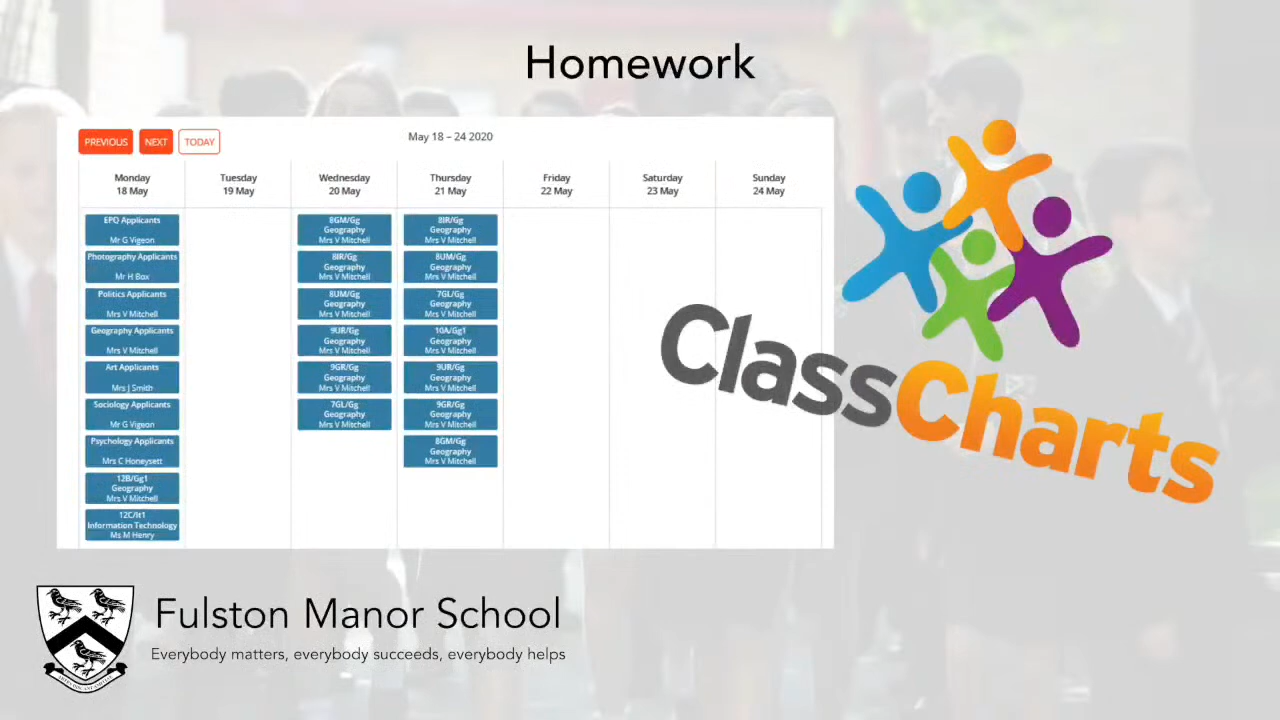 Homework
PREVIOUS NEXT TODAY
May 18 – 24 2020
Monday
18 May
Tuesday
19 May
Wednesday
20 May
Thursday
21 May
Friday
22 May
Saturday
23 May
Sunday
24 May
EPQ Applicants
Mr G Vigeon
Photography Applicants
Mr H Box
Politics Applicants
Mrs V Mitchell
Geography Applicants
Mrs V Mitchell
Art Applicants
Mrs J Smith
Sociology Applicants
Mr G Vigeon
Psychology Applicants
Mrs C Honeysett
12B/Gg1
Geography
Mrs V Mitchell
12C/It1
Information Technology
Ms M Henry
8GM/Gg
Geography
Mrs V Mitchell
8IR/Gg
Geography
Mrs V Mitchell
8UM/Gg
Geography
Mrs V Mitchell
9UR/Gg
Geography
Mrs V Mitchell
9GR/Gg
Geography
Mrs V Mitchell
7GL/Gg
Geography
Mrs V Mitchell
8IR/Gg
Geography
Mrs V Mitchell
8UM/Gg
Geography
Mrs V Mitchell
7GL/Gg
Geography
Mrs V Mitchell
10A/Gg1
Geography
Mrs V Mitchell
9UR/Gg
Geography
Mrs V Mitchell
9GR/Gg
Geography
Mrs V Mitchell
8GM/Gg
Geography
Mrs V Mitchell
ClassCharts
Fulston Manor School
Everybody matters, everybody succeeds, everybody helps